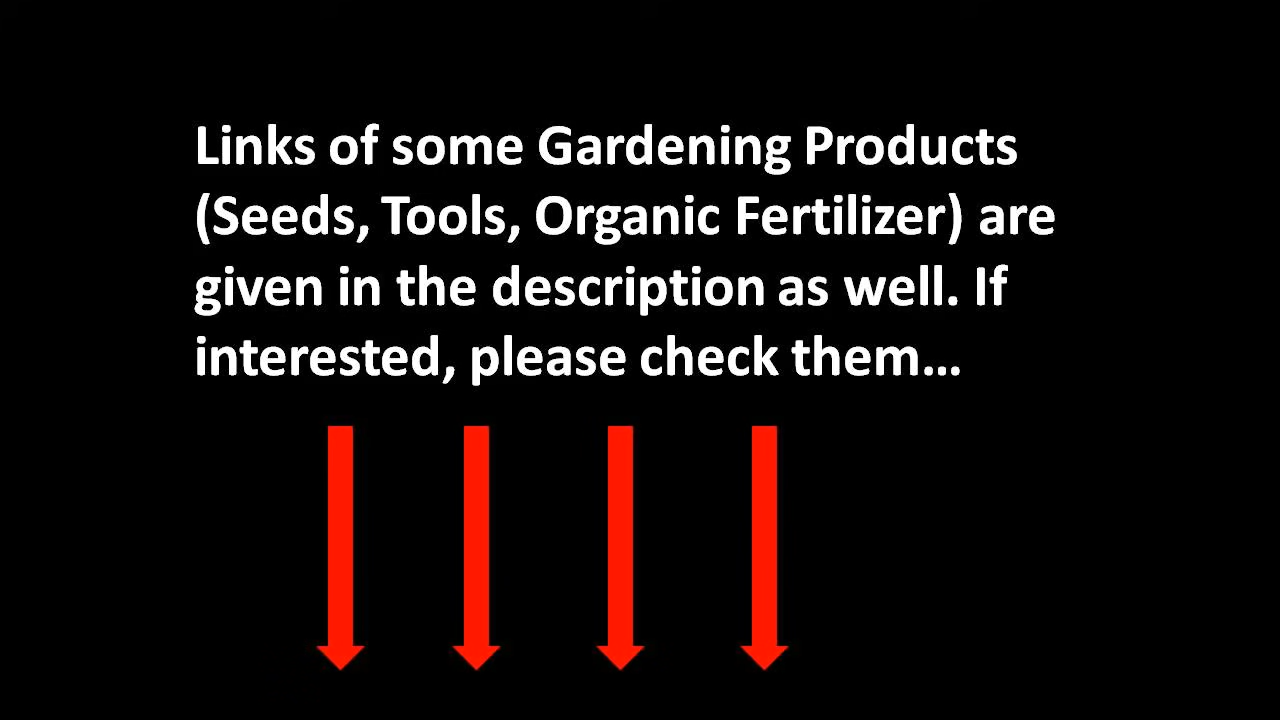 Links of some Gardening Products
(Seeds, Tools, Organic Fertilizer) are
given in the description as well. If
interested, please check them…